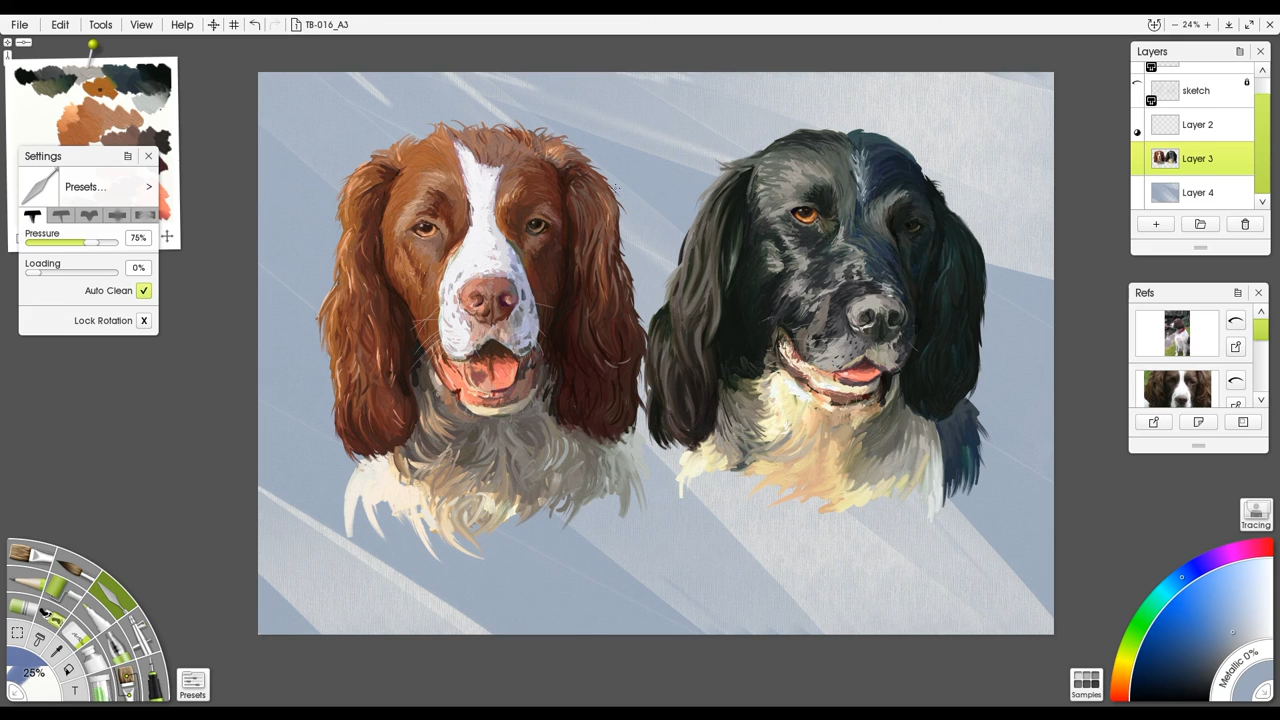 File Edit Tools View Help TB-016_A3 24%
Layers
sketch
Layer 2
Layer 3
Layer 4
Settings
Presets...
Pressure
75%
Loading
0%
Auto Clean
Lock Rotation X
Refs
Tracing
Metallic 0%
25%
T
Presets
Samples